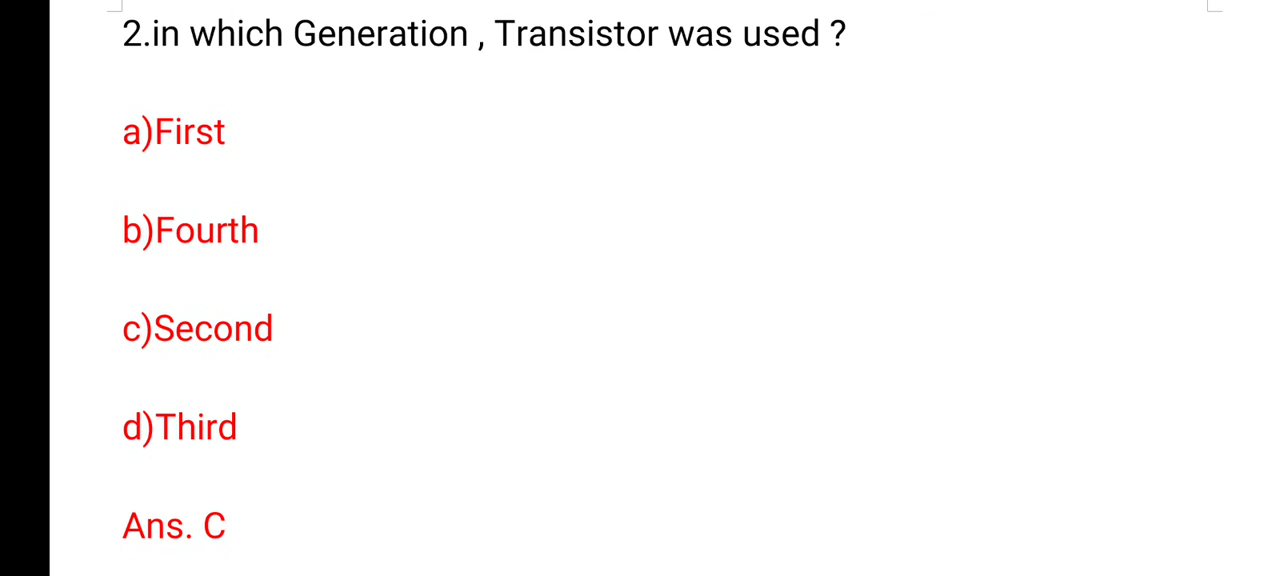 2.in which Generation , Transistor was used ?
a)First
b)Fourth
c)Second
d)Third
Ans. C